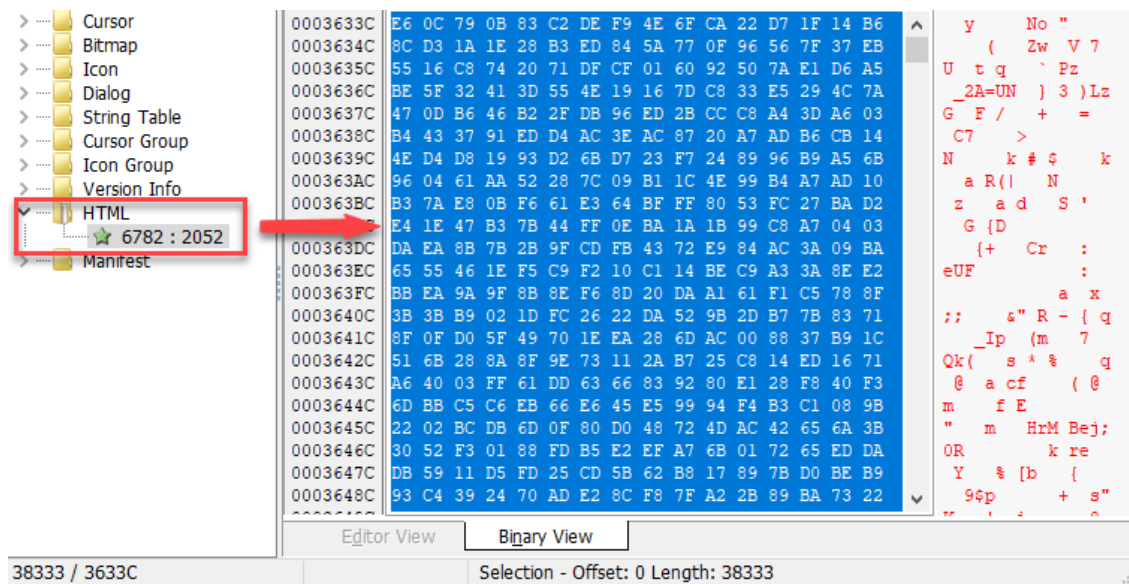 Cursor
Bitmap
Icon
Dialog
String Table
Cursor Group
Icon Group
Version Info
HTML
6782 : 2052
Manifest
0003633C E6 0C 79 0B 83 C2 DE F9 4E 6F CA 22 D7 1F 14 B6 y No "
0003634C 8C D3 1A 1E 28 B3 ED 84 5A 77 0F 96 56 7F 37 EB ( Zw V 7
0003635C 55 16 C8 74 20 71 DF CF 01 60 92 50 7A E1 D6 A5 U t q ` Pz
0003636C BE 5F 32 41 3D 55 4E 19 16 7D C8 33 E5 29 4C 7A _2A=UN } 3 )Lz
0003637C 47 0D B6 46 B2 2F DB 96 ED 2B CC C8 A4 3D A6 03 G F / + =
0003638C B4 43 37 91 ED D4 AC 3E AC 87 20 A7 AD B6 CB 14 C7 >
0003639C 4E D4 D8 19 93 D2 6B D7 23 F7 24 89 96 B9 A5 6B N k # $ k
000363AC 96 04 61 AA 52 28 7C 09 B1 1C 4E 99 B4 A7 AD 10 a R(| N
000363BC B3 7A E8 0B F6 61 E3 64 BF FF 80 53 FC 27 BA D2 z a d S '
E4 1E 47 B3 7B 44 FF 0E BA 1A 1B 99 C8 A7 04 03 G {D
000363DC DA EA 8B 7B 2B 9F CD FB 43 72 E9 84 AC 3A 09 BA {+ Cr :
000363EC 65 55 46 1E F5 C9 F2 10 C1 14 BE C9 A3 3A 8E E2 eUF :
000363FC BB EA 9A 9F 8B 8E F6 8D 20 DA A1 61 F1 C5 78 8F a x
0003640C 3B 3B B9 02 1D FC 26 22 DA 52 9B 2D B7 7B 83 71 ;; &" R - { q
0003641C 8F 0F D0 5F 49 70 1E EA 28 6D AC 00 88 37 B9 1C _Ip (m 7
0003642C 51 6B 28 8A 8F 9E 73 11 2A B7 25 C8 14 ED 16 71 Qk( s * % q
0003643C A6 40 03 FF 61 DD 63 66 83 92 80 E1 28 F8 40 F3 @ a cf ( @
0003644C 6D BB C5 C6 EB 66 E6 45 E5 99 94 F4 B3 C1 08 9B m f E
0003645C 22 02 BC DB 6D 0F 80 D0 48 72 4D AC 42 65 6A 3B " m HrM Bej;
0003646C 30 52 F3 01 88 FD B5 E2 EF A7 6B 01 72 65 ED DA 0R k re
0003647C DB 59 11 D5 FD 25 CD 5B 62 B8 17 89 7B D0 BE B9 Y % [b {
0003648C 93 C4 39 24 70 AD E2 8C F8 7F A2 2B 89 BA 73 22 9$p + s"
Editor View
Binary View
38333 / 3633C
Selection - Offset: 0 Length: 38333